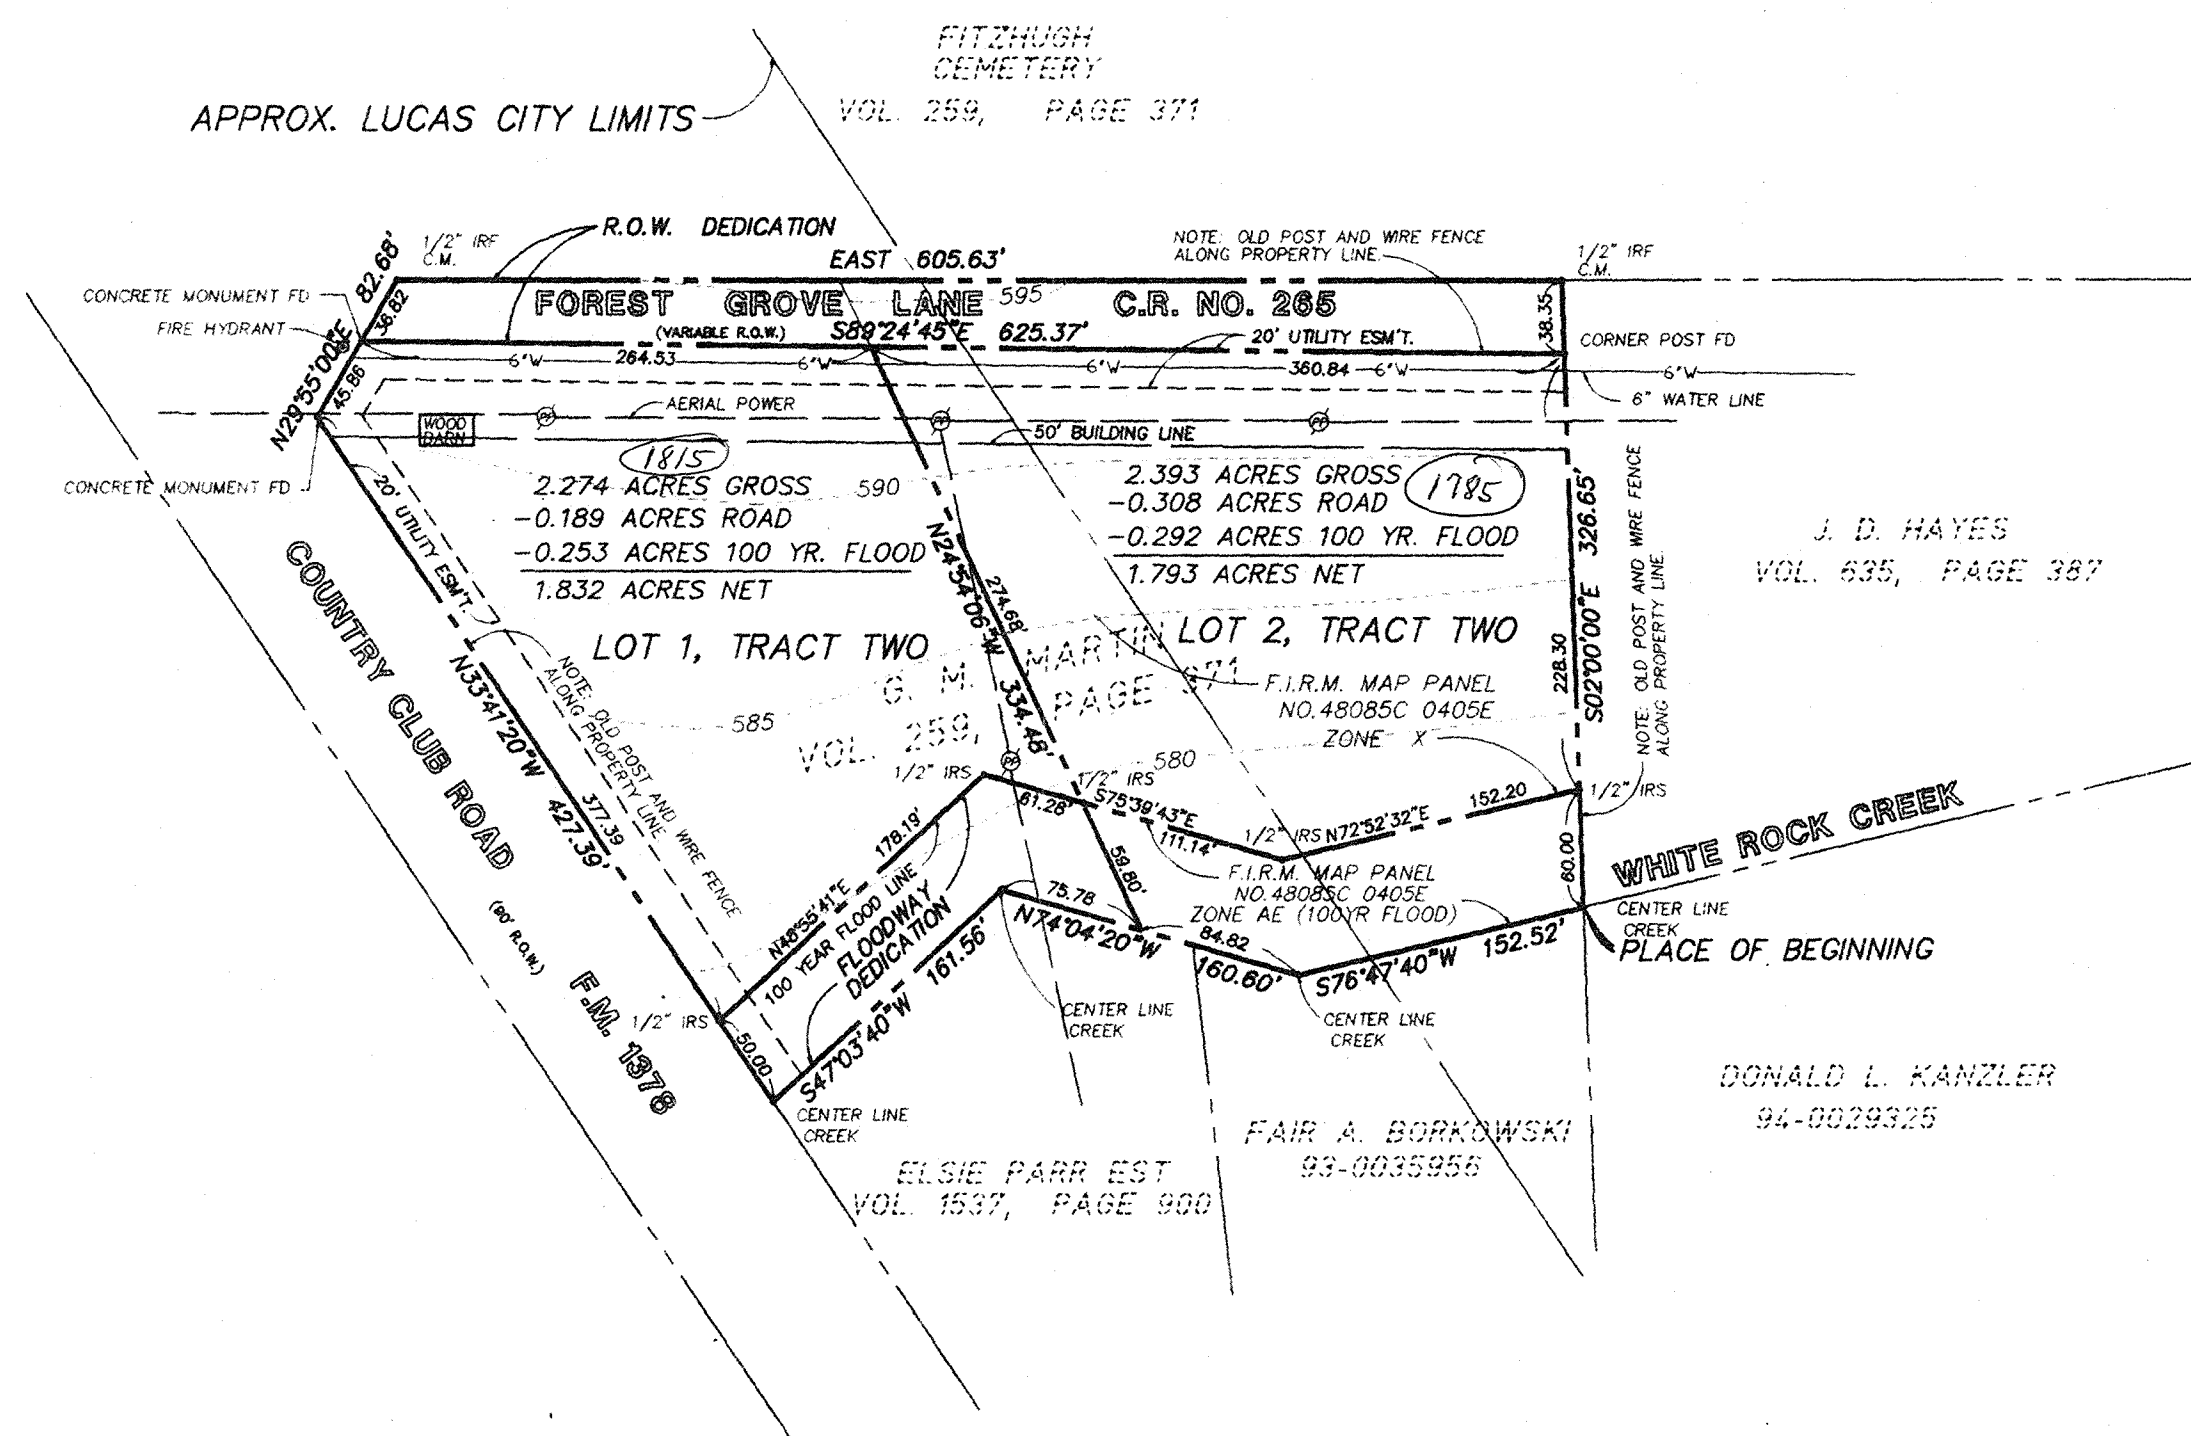 FITZHUGH
CEMETERY
VOL. 259, PAGE 371
APPROX. LUCAS CITY LIMITS
R.O.W. DEDICATION
1/2" IRF
C.M.
EAST 605.63'
NOTE: OLD POST AND WIRE FENCE
ALONG PROPERTY LINE.
1/2" IRF
C.M.
82.68'
36.82
CONCRETE MONUMENT FD
FIRE HYDRANT
FOREST GROVE LANE
595
C.R. NO. 265
38.35
(VARIABLE R.O.W.)
S89°24'45"E 625.37'
20' UTILITY ESM'T.
CORNER POST FD
N29°55'00"E
45.86
6"W
264.53
6"W
6"W
360.84
6"W
6"W
6" WATER LINE
AERIAL POWER
PP
PP
PP
WOOD
BARN
50' BUILDING LINE
CONCRETE MONUMENT FD
1815
2.274 ACRES GROSS
-0.189 ACRES ROAD
-0.253 ACRES 100 YR. FLOOD
1.832 ACRES NET
590
2.393 ACRES GROSS
-0.308 ACRES ROAD
-0.292 ACRES 100 YR. FLOOD
1.793 ACRES NET
1785
326.65'
S02°00'00"E
228.30
NOTE: OLD POST AND WIRE FENCE
ALONG PROPERTY LINE.
J. D. HAYES
VOL. 635, PAGE 387
20' UTILITY ESM'T.
COUNTRY CLUB ROAD
(90' R.O.W.)
F.M. 1378
N33°41'20"W 427.39'
377.39
NOTE: OLD POST AND WIRE FENCE
ALONG PROPERTY LINE.
LOT 1, TRACT TWO
N24°54'06"W 334.48'
274.68'
LOT 2, TRACT TWO
G. M. MARTIN
VOL. 259, PAGE 371
585
F.I.R.M. MAP PANEL
NO.48085C 0405E
ZONE X
580
PP
1/2" IRS
1/2" IRS
61.28'
S75°39'43"E
111.14'
1/2" IRS
N72°52'32"E
152.20
1/2" IRS
WHITE ROCK CREEK
60.00
178.19'
N48°55'41"E
100 YEAR FLOOD LINE
FLOODWAY
DEDICATION
59.80'
F.I.R.M. MAP PANEL
NO.48085C 0405E
ZONE AE (100YR FLOOD)
75.78
N74°04'20"W
84.82
160.60'
S76°47'40"W 152.52'
CENTER LINE
CREEK
PLACE OF BEGINNING
1/2" IRS
50.00
S47°03'40"W 161.56'
CENTER LINE
CREEK
CENTER LINE
CREEK
CENTER LINE
CREEK
DONALD L. KANZLER
94-0029325
FAIR A. BORKOWSKI
93-0035956
ELSIE PARR EST
VOL. 1537, PAGE 900